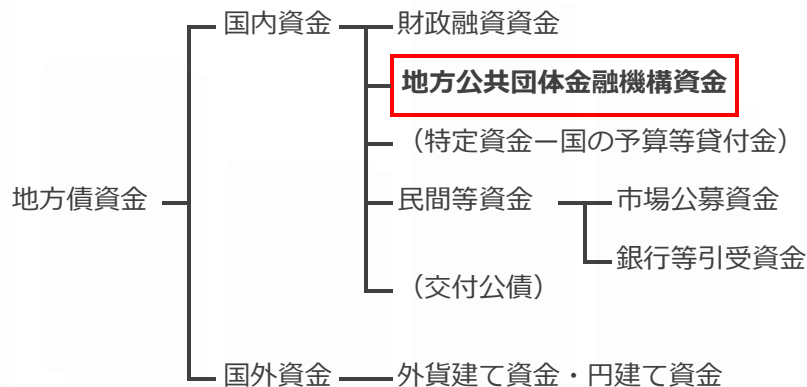 国内資金
財政融資資金
地方公共団体金融機構資金
（特定資金ー国の予算等貸付金）
地方債資金
民間等資金
市場公募資金
銀行等引受資金
（交付公債）
国外資金
外貨建て資金・円建て資金